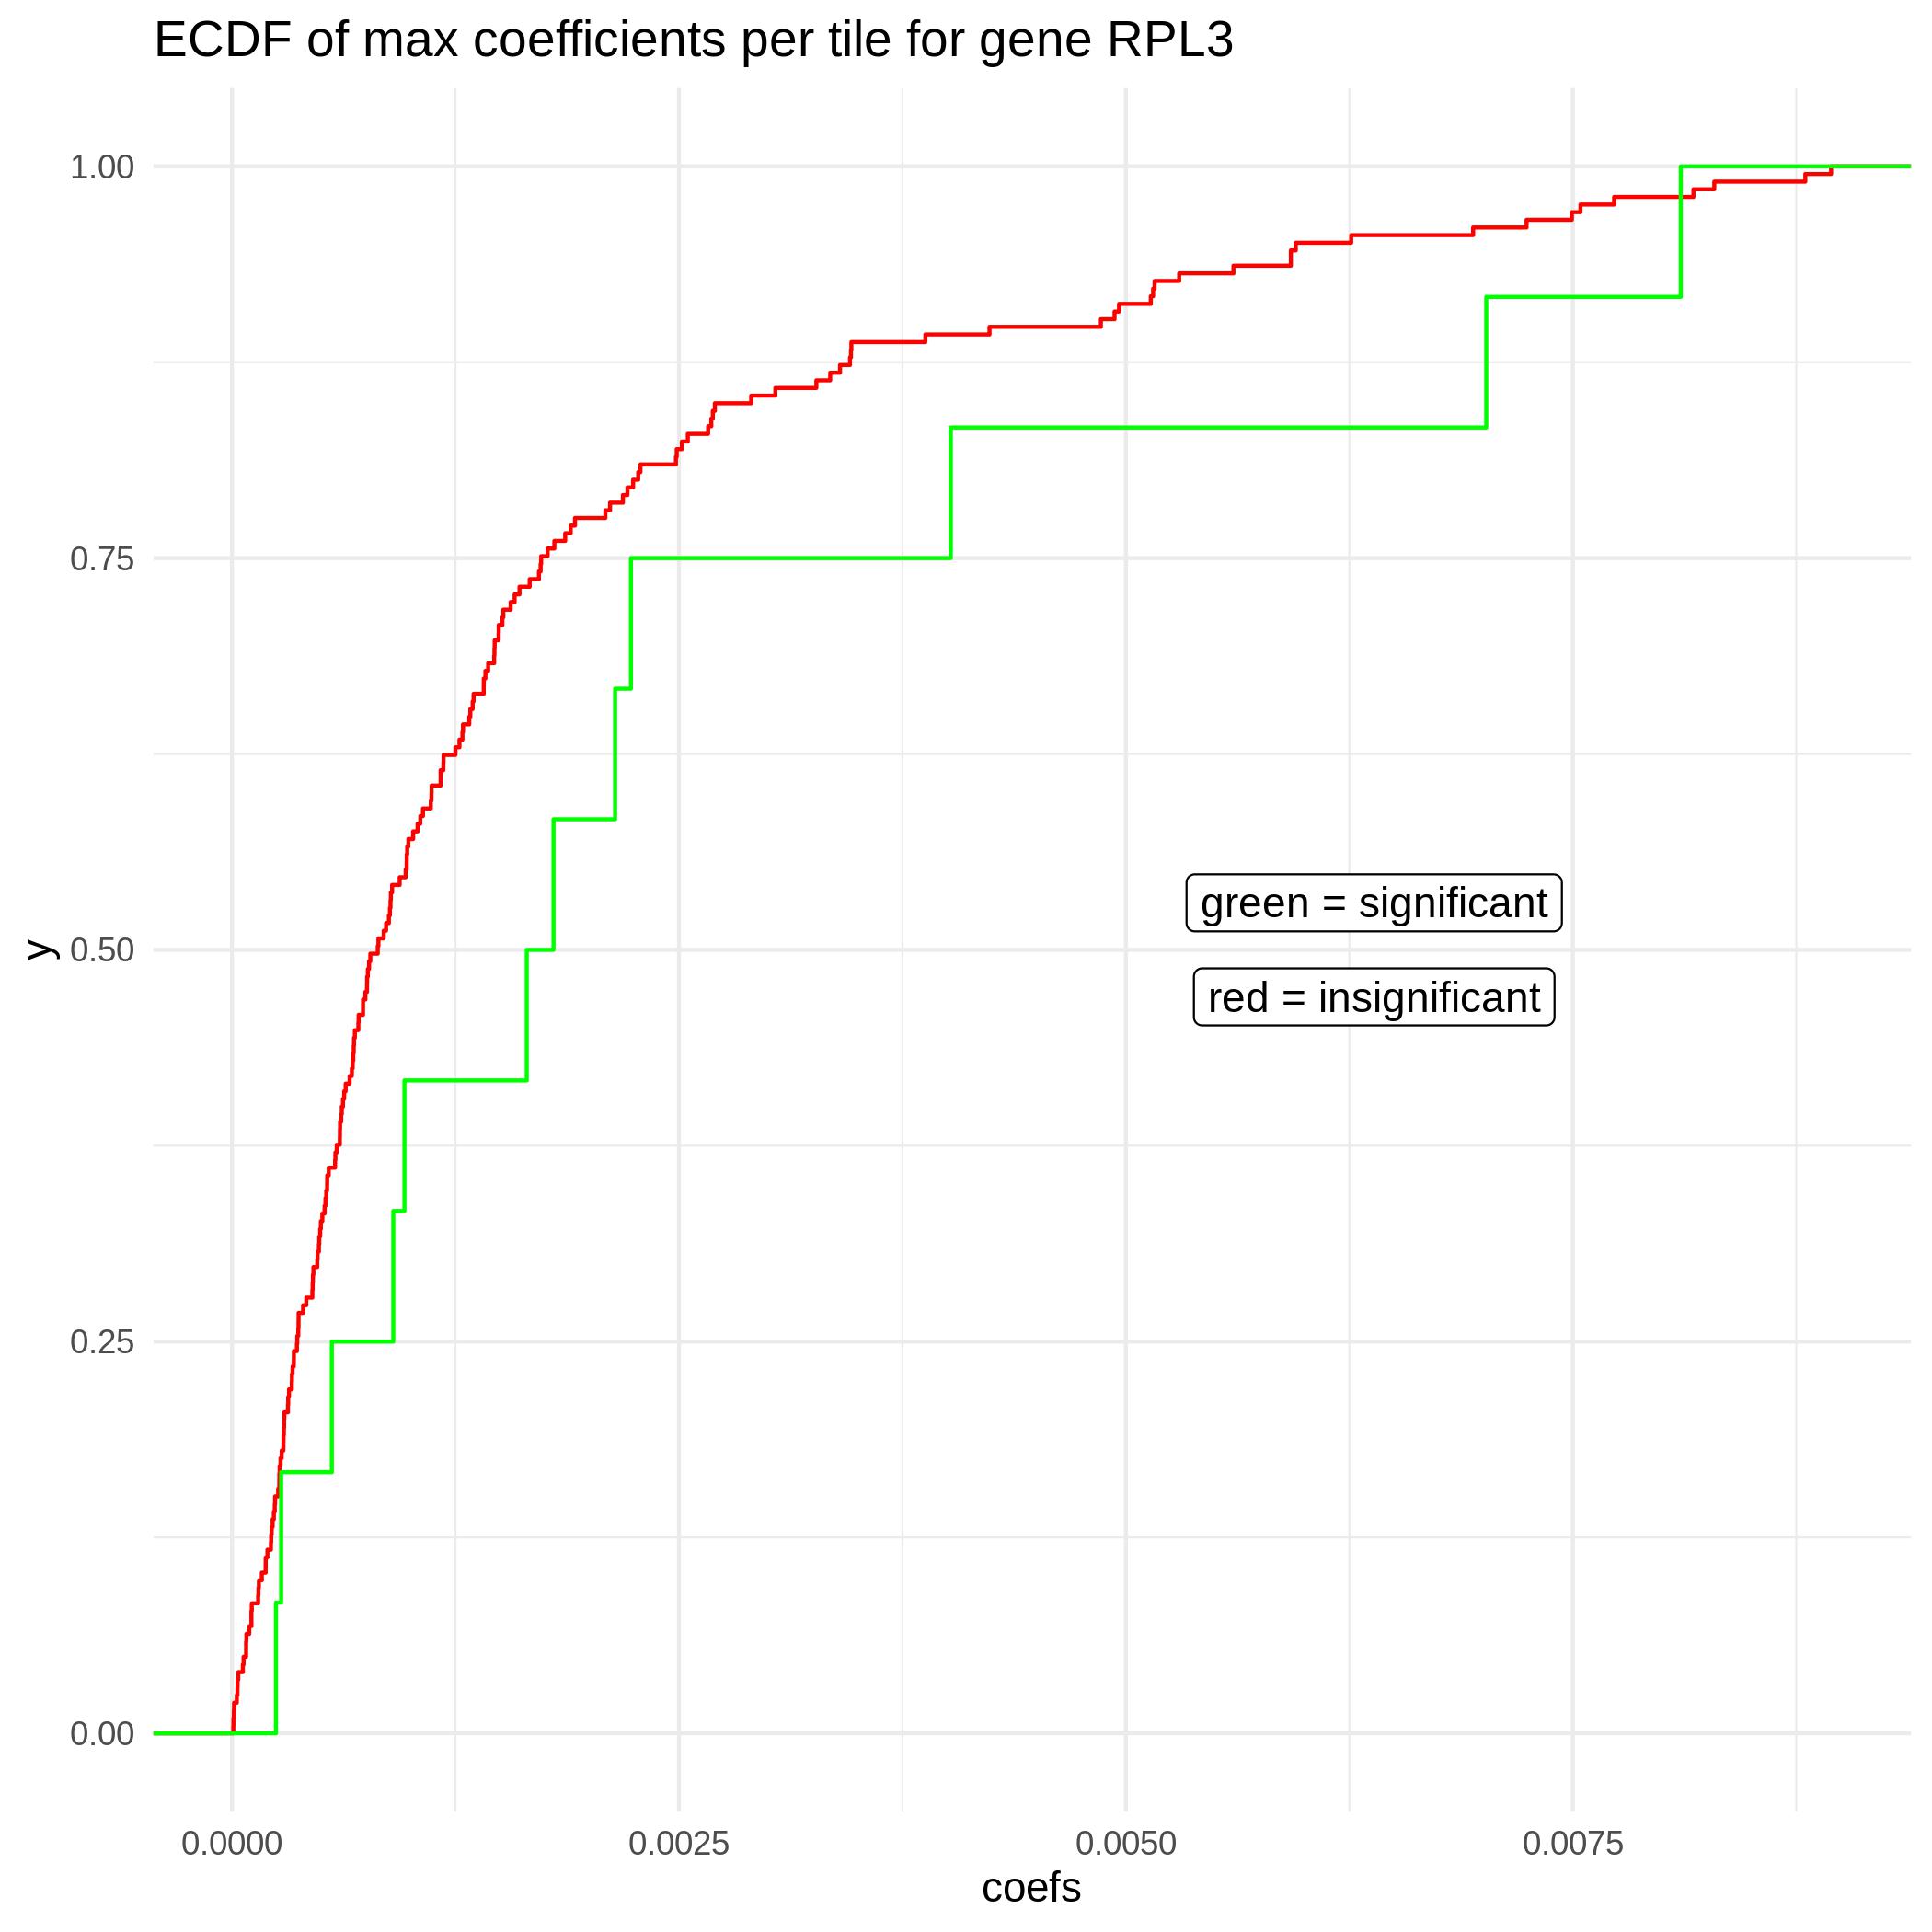 ECDF of max coefficients per tile for gene RPL3
1.00
0.75
0.50
0.25
0.00
y
green = significant
red = insignificant
0.0000 0.0025 0.0050 0.0075
coefs